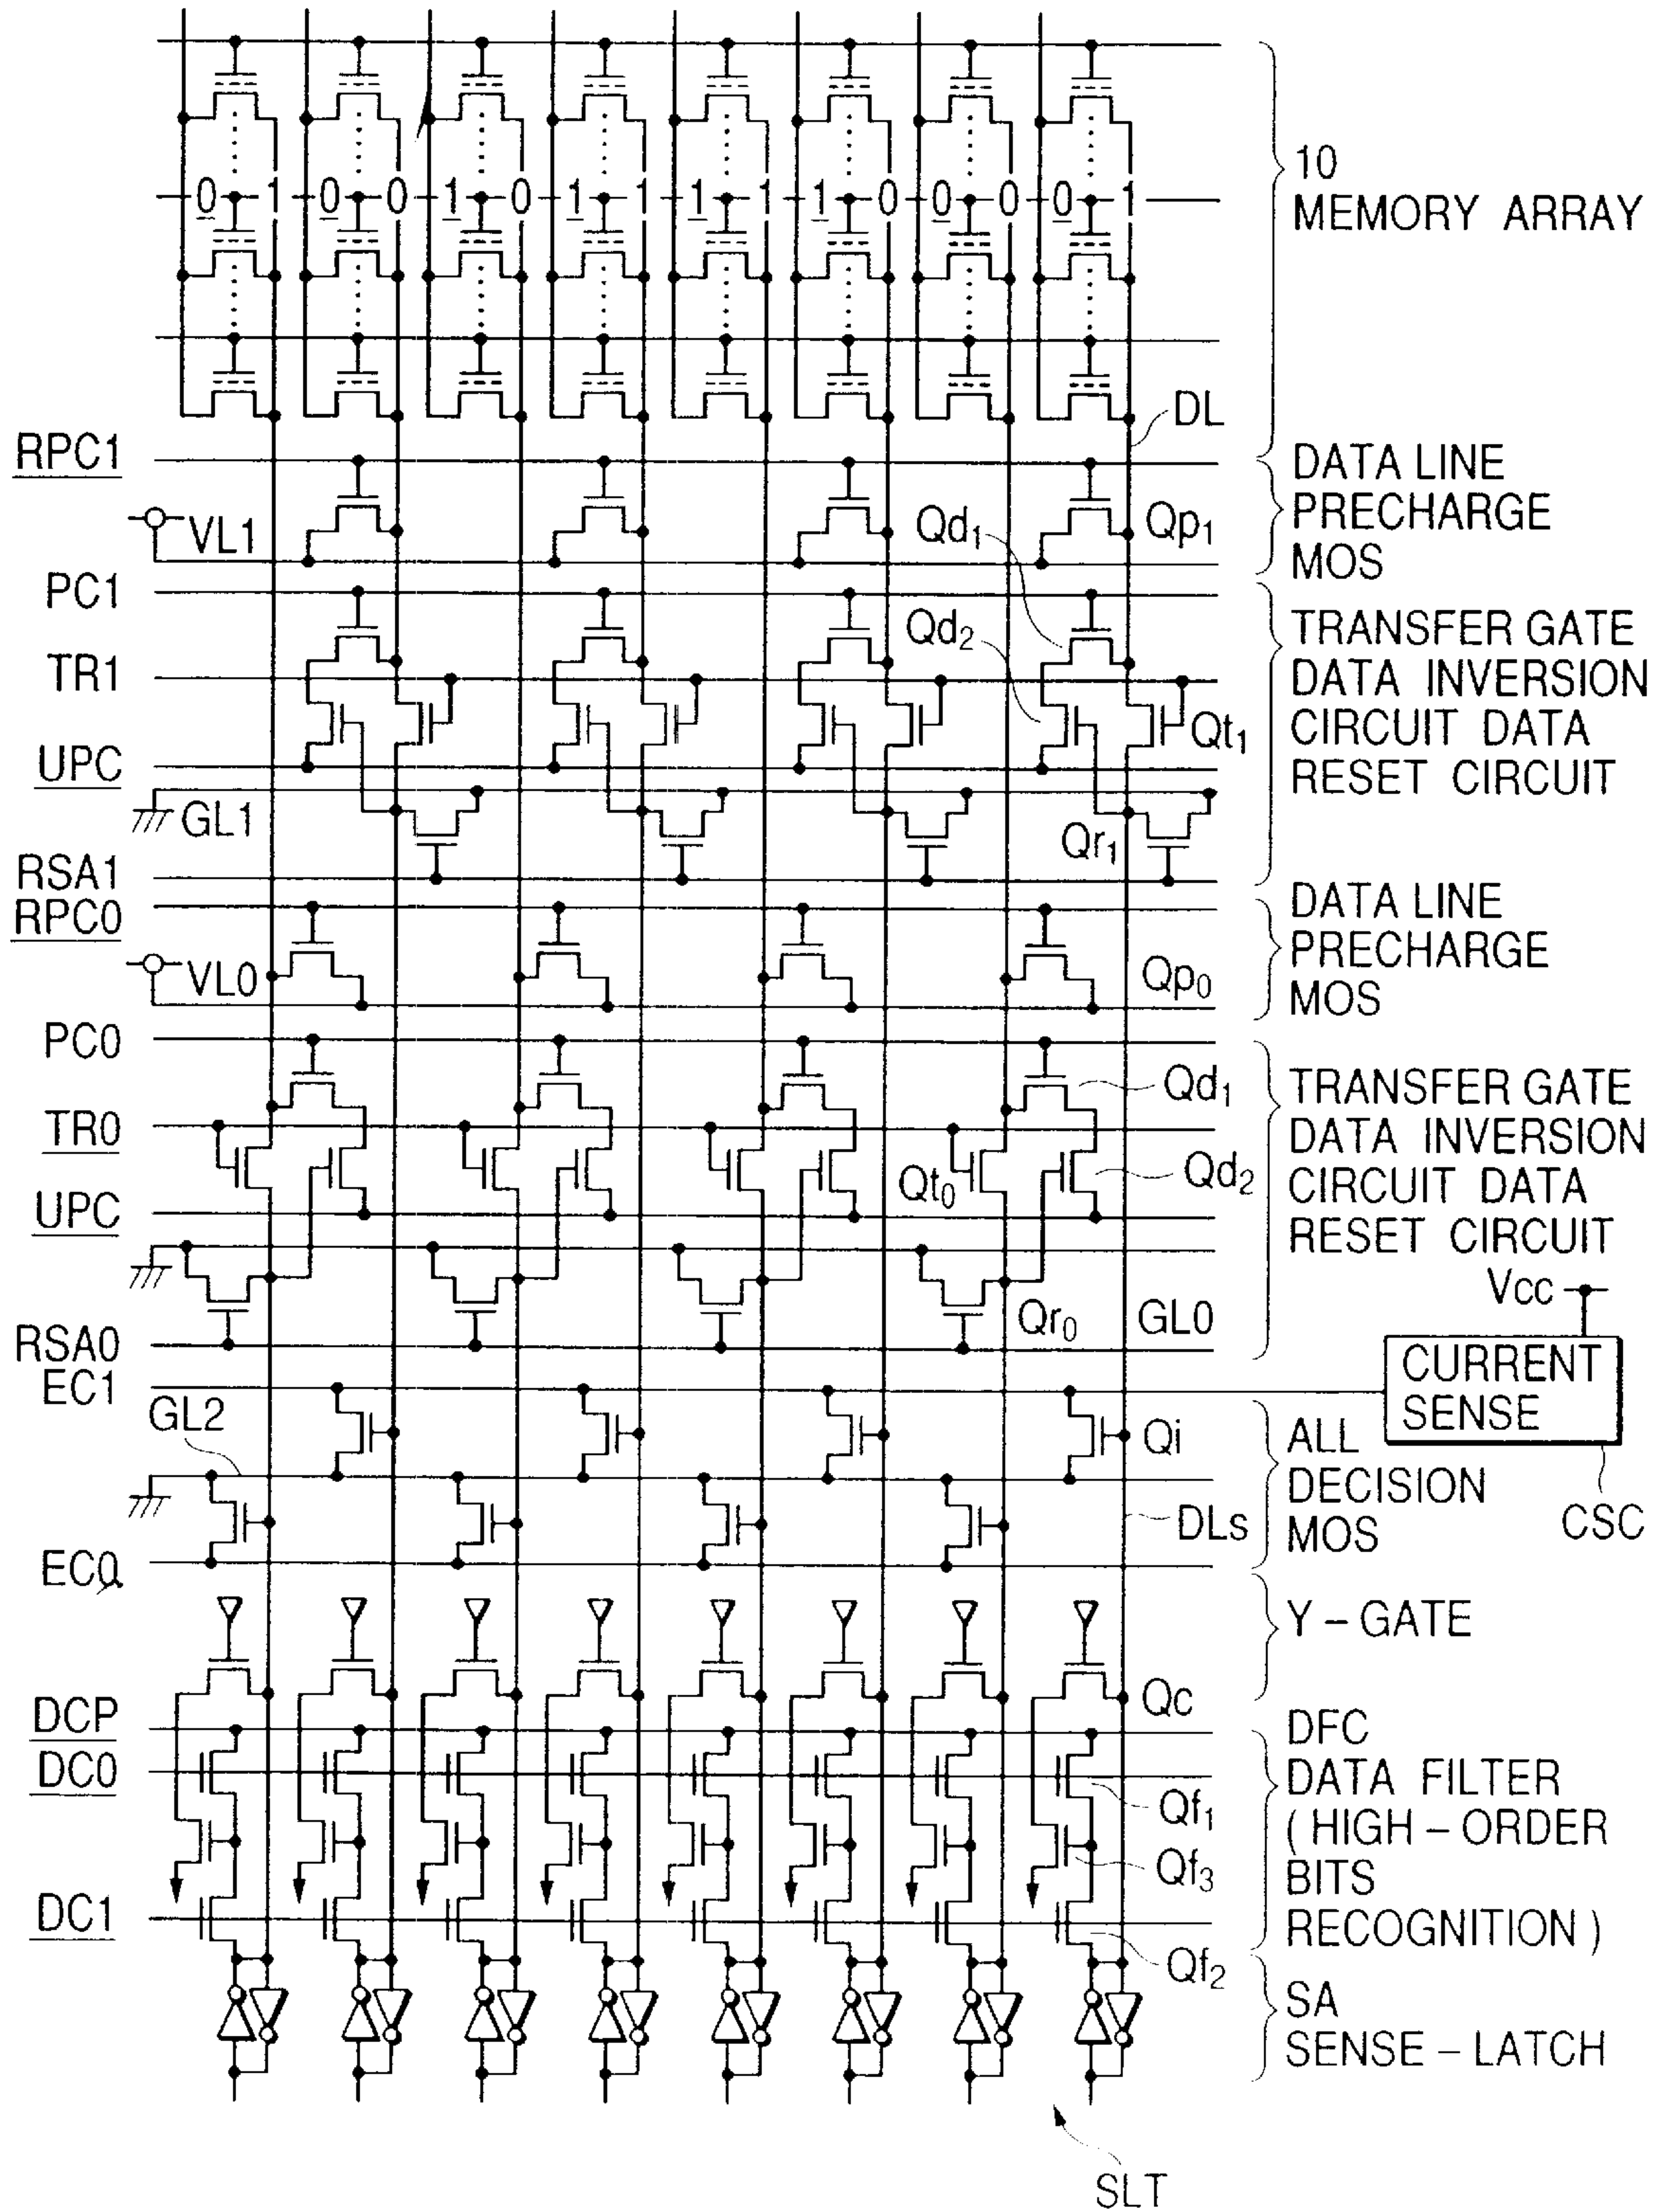 0 1 0 0 1 0 1 1 1 1 1 0 0 0 0 1
10
MEMORY ARRAY
DL
RPC1
VL1
Qd1
Qp1
DATA LINE
PRECHARGE
MOS
PC1
TR1
Qd2
Qt1
UPC
GL1
Qr1
RSA1
TRANSFER GATE
DATA INVERSION
CIRCUIT DATA
RESET CIRCUIT
RPC0
VL0
Qp0
DATA LINE
PRECHARGE
MOS
PC0
Qd1
TR0
Qt0
Qd2
UPC
Qr0
GL0
RSA0
TRANSFER GATE
DATA INVERSION
CIRCUIT DATA
RESET CIRCUIT
Vcc
CURRENT
SENSE
CSC
EC1
GL2
Qi
DLs
EC0
ALL
DECISION
MOS
Y-GATE
Qc
DCP
DC0
Qf1
Qf3
DC1
Qf2
DFC
DATA FILTER
(HIGH-ORDER
BITS
RECOGNITION)
SA
SENSE-LATCH
SLT